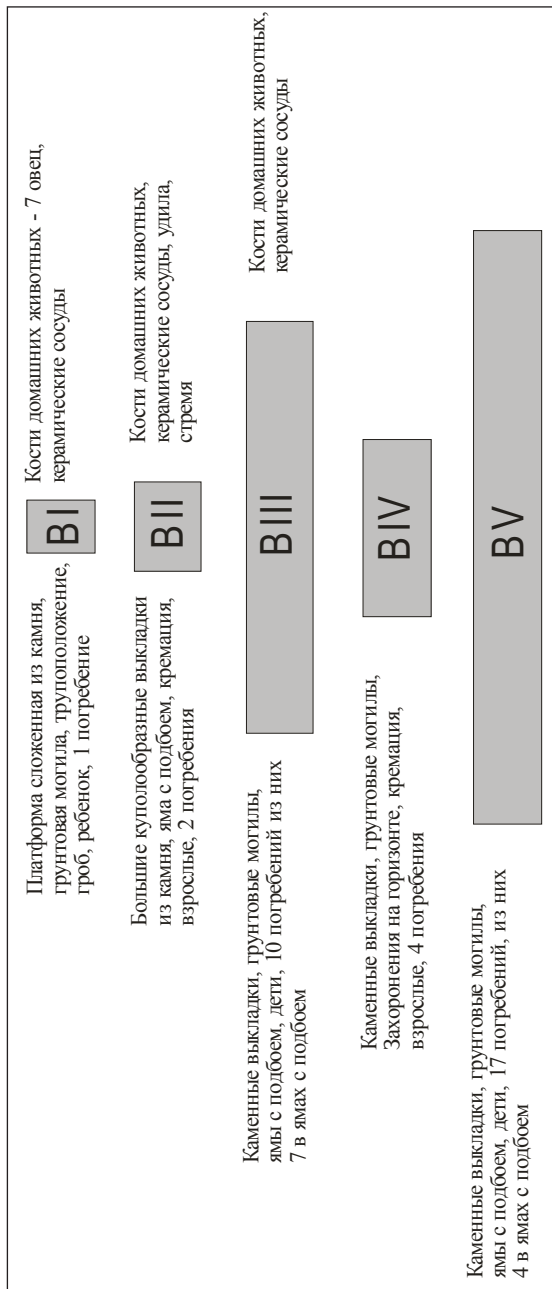 Платформа сложенная из камня,
грунтовая могила, трупоположение,
гроб, ребенок, 1 погребение
BI
Кости домашних животных - 7 овец,
керамические сосуды
Большие куполообразные выкладки
из камня, яма с подбоем, кремация,
взрослые, 2 погребения
BII
Кости домашних животных,
керамические сосуды, удила,
стремя
Каменные выкладки, грунтовые могилы,
ямы с подбоем, дети, 10 погребений из них
7 в ямах с подбоем
BIII
Кости домашних животных,
керамические сосуды
Каменные выкладки, грунтовые могилы,
Захоронения на горизонте, кремация,
взрослые, 4 погребения
BIV
Каменные выкладки, грунтовые могилы,
ямы с подбоем, дети, 17 погребений, из них
4 в ямах с подбоем
BV